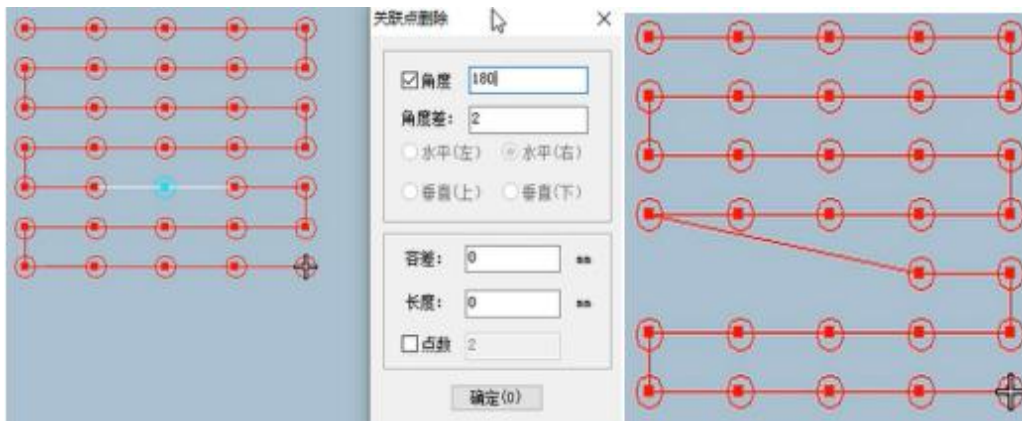 关联点删除
角度 180
角度差: 2
水平(左) 水平(右)
垂直(上) 垂直(下)
容差: 0 mm
长度: 0 mm
点数 2
确定(O)